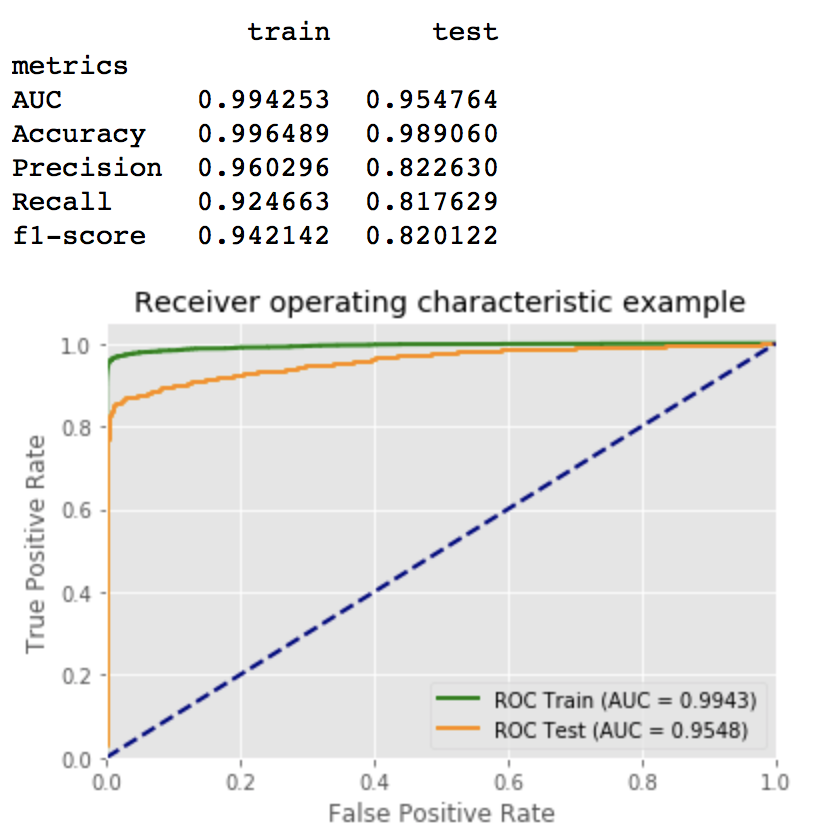 train test
metrics
AUC 0.994253 0.954764
Accuracy 0.996489 0.989060
Precision 0.960296 0.822630
Recall 0.924663 0.817629
f1-score 0.942142 0.820122
Receiver operating characteristic example
True Positive Rate
1.0
0.8
0.6
0.4
0.2
0.0
ROC Train (AUC = 0.9943)
ROC Test (AUC = 0.9548)
0.0 0.2 0.4 0.6 0.8 1.0
False Positive Rate